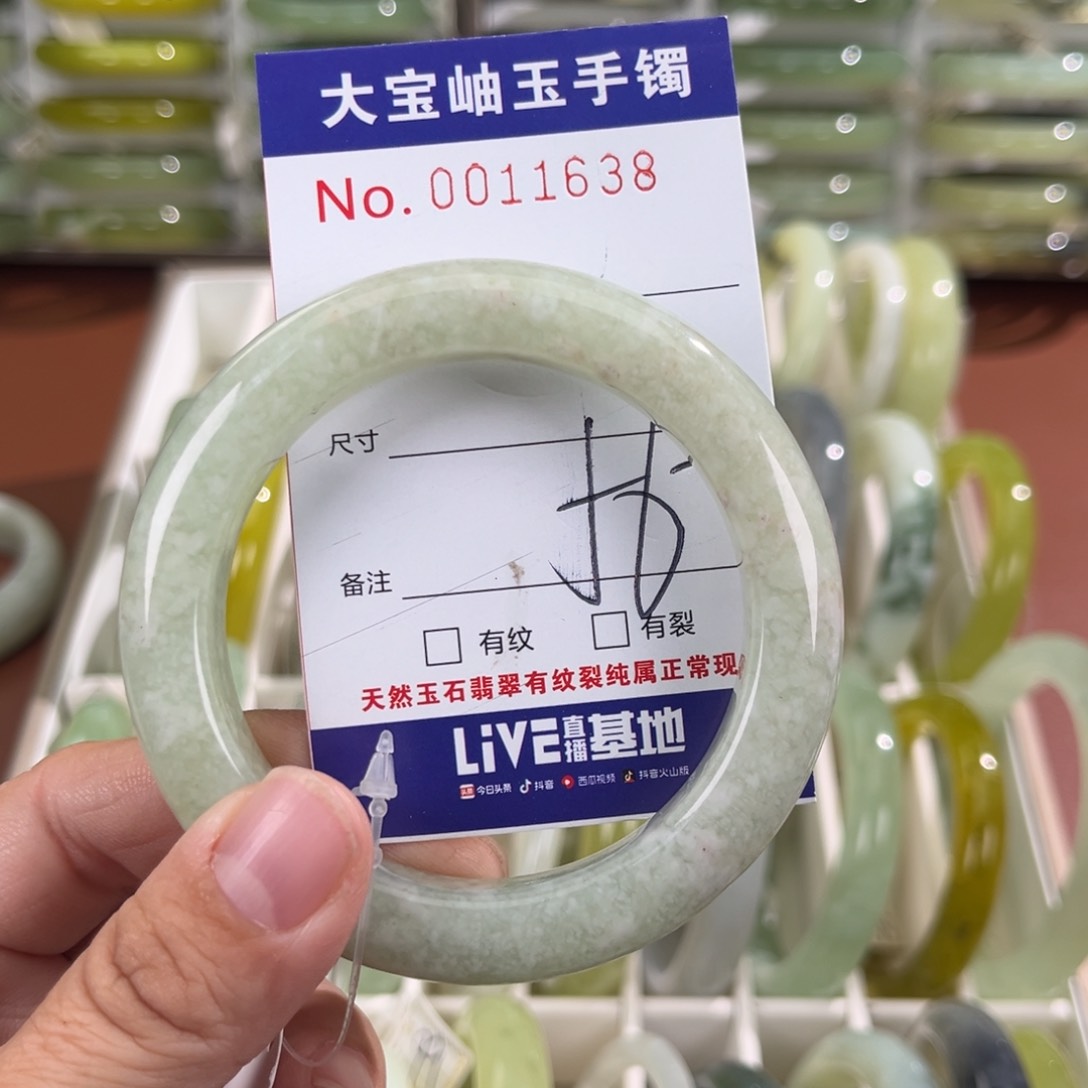 大宝岫玉手镯
No. 0011638
尺寸
备注
有纹 有裂
天然玉石翡翠有纹裂纯属正常现
LiVE直播基地
今日头条 抖音 西瓜视频 抖音火山版